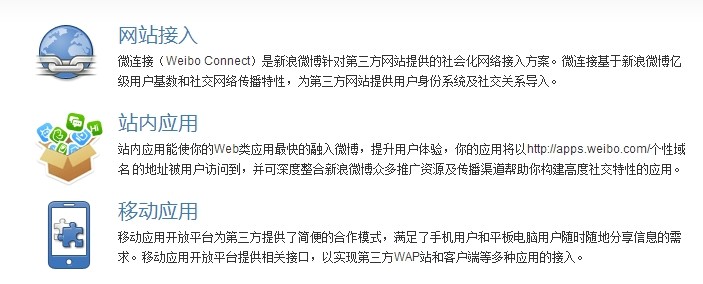 网站接入
微连接（Weibo Connect）是新浪微博针对第三方网站提供的社会化网络接入方案。微连接基于新浪微博亿
级用户基数和社交网络传播特性，为第三方网站提供用户身份系统及社交关系导入。
站内应用
站内应用能使你的Web类应用最快的融入微博，提升用户体验，你的应用将以http://apps.weibo.com/个性域
名 的地址被用户访问到，并可深度整合新浪微博众多推广资源及传播渠道帮助你构建高度社交特性的应用。
移动应用
移动应用开放平台为第三方提供了简便的合作模式，满足了手机用户和平板电脑用户随时随地分享信息的需
求。移动应用开放平台提供相关接口，以实现第三方WAP站和客户端等多种应用的接入。